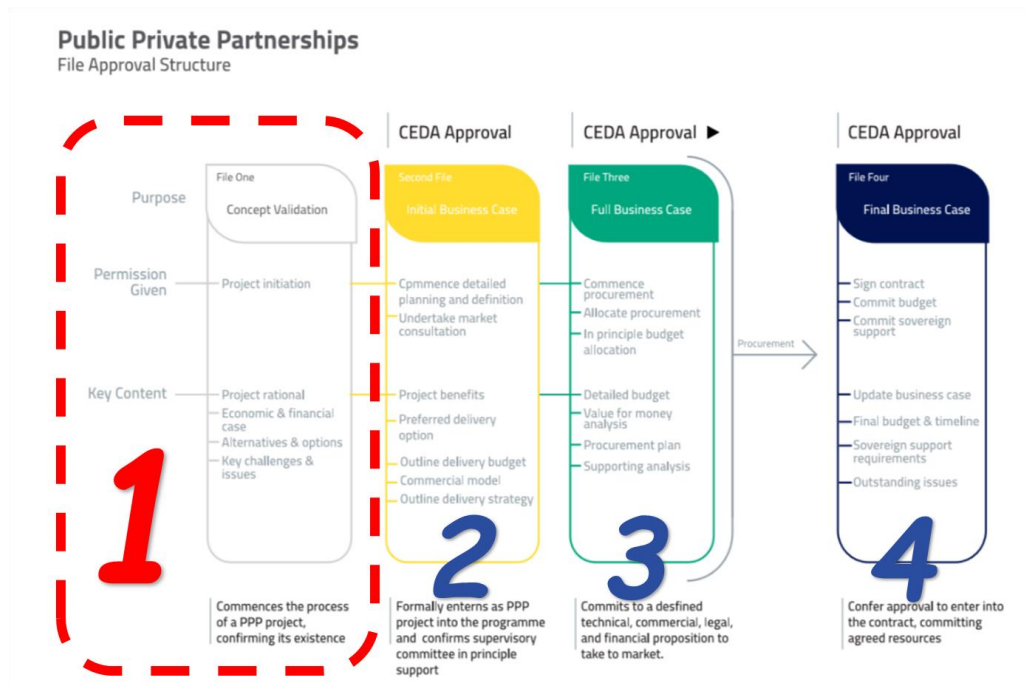 Public Private Partnerships
File Approval Structure
CEDA Approval
CEDA Approval ▶
CEDA Approval
Purpose
File One
Concept Validation
Second File
Initial Business Case
File Three
Full Business Case
File Four
Final Business Case
Permission
Given
Project initiation
Commence detailed
planning and definition
Undertake market
consultation
Commence
procurement
Allocate procurement
In principle budget
allocation
Procurement
Sign contract
Commit budget
Commit sovereign
support
Key Content
Project rational
Economic & financial
case
Alternatives & options
Key challenges &
issues
Project benefits
Preferred delivery
option
Outline delivery budget
Commercial model
Outline delivery strategy
Detailed budget
Value for money
analysis
Procurement plan
Supporting analysis
Update business case
Final budget & timeline
Sovereign support
requirements
Outstanding issues
1
2
3
4
Commences the process
of a PPP project,
confirming its existence
Formally enterns as PPP
project into the programme
and confirms supervisory
committee in principle
support
Commits to a desfined
technical, commercial, legal,
and financial proposition to
take to market.
Confer approval to enter into
the contract, committing
agreed resources